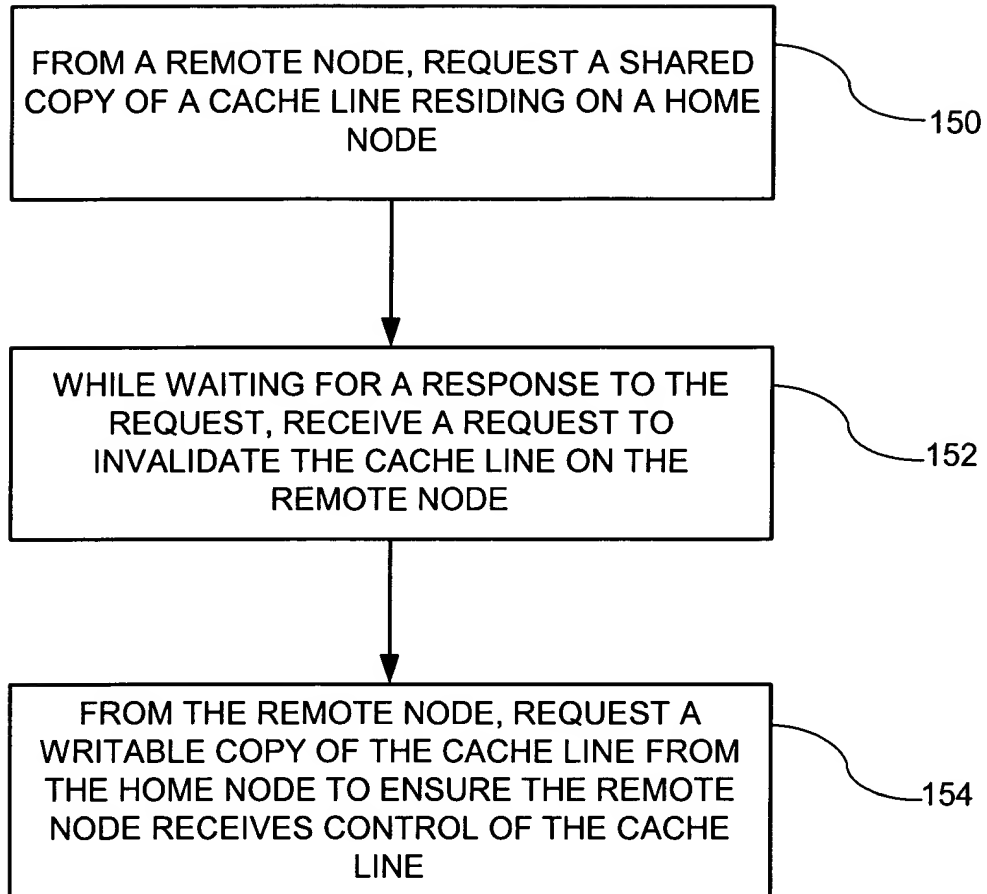 FROM A REMOTE NODE, REQUEST A SHARED
COPY OF A CACHE LINE RESIDING ON A HOME
NODE
150
WHILE WAITING FOR A RESPONSE TO THE
REQUEST, RECEIVE A REQUEST TO
INVALIDATE THE CACHE LINE ON THE
REMOTE NODE
152
FROM THE REMOTE NODE, REQUEST A
WRITABLE COPY OF THE CACHE LINE FROM
THE HOME NODE TO ENSURE THE REMOTE
NODE RECEIVES CONTROL OF THE CACHE
LINE
154